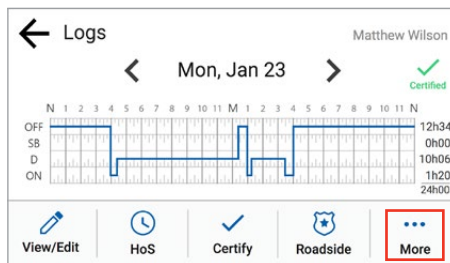 Logs
Matthew Wilson
Mon, Jan 23
Certified
N 1 2 3 4 5 6 7 8 9 10 11 M 1 2 3 4 5 6 7 8 9 10 11 N
OFF 12h34
SB 0h00
D 10h06
ON 1h20
24h00
View/Edit HoS Certify Roadside More